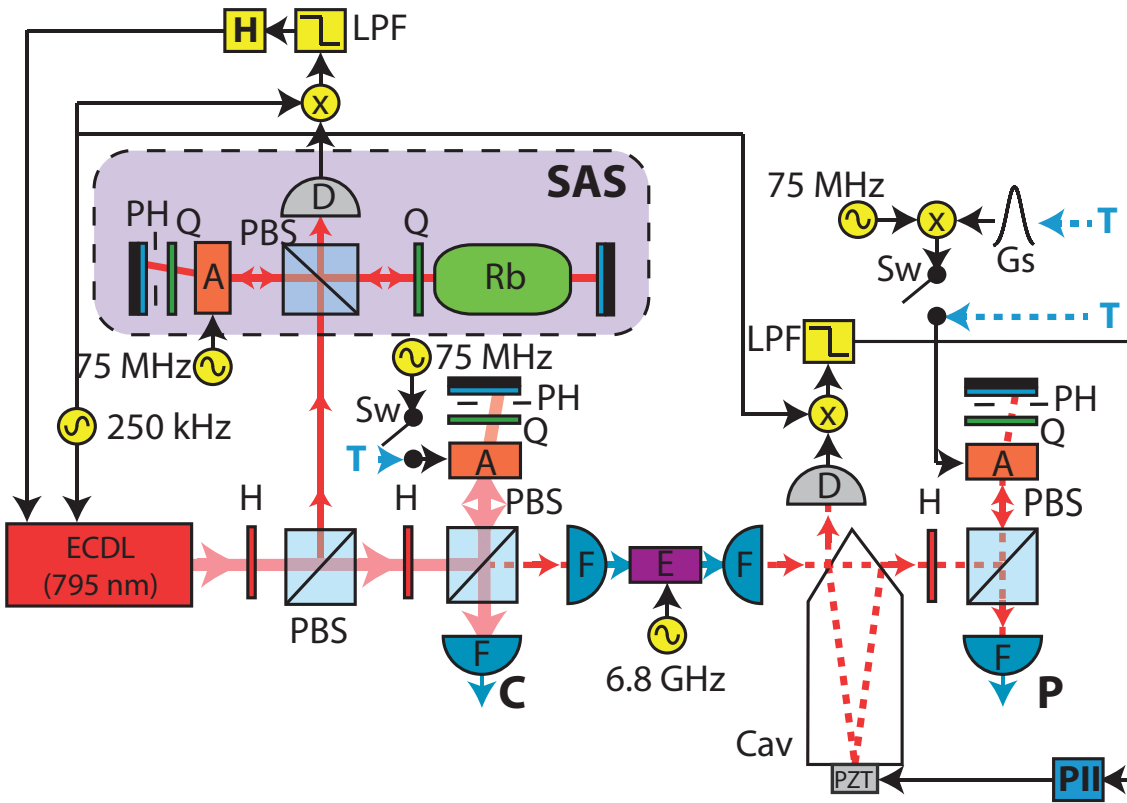 H
LPF
X
D
SAS
PH
Q
PBS
Q
A
Rb
75 MHz
75 MHz
X
T
Gs
Sw
T
LPF
75 MHz
Sw
PH
Q
T
A
250 kHz
X
PH
Q
A
D
H
H
PBS
H
PBS
ECDL
(795 nm)
F
E
F
PBS
F
C
6.8 GHz
F
P
Cav
PZT
PII